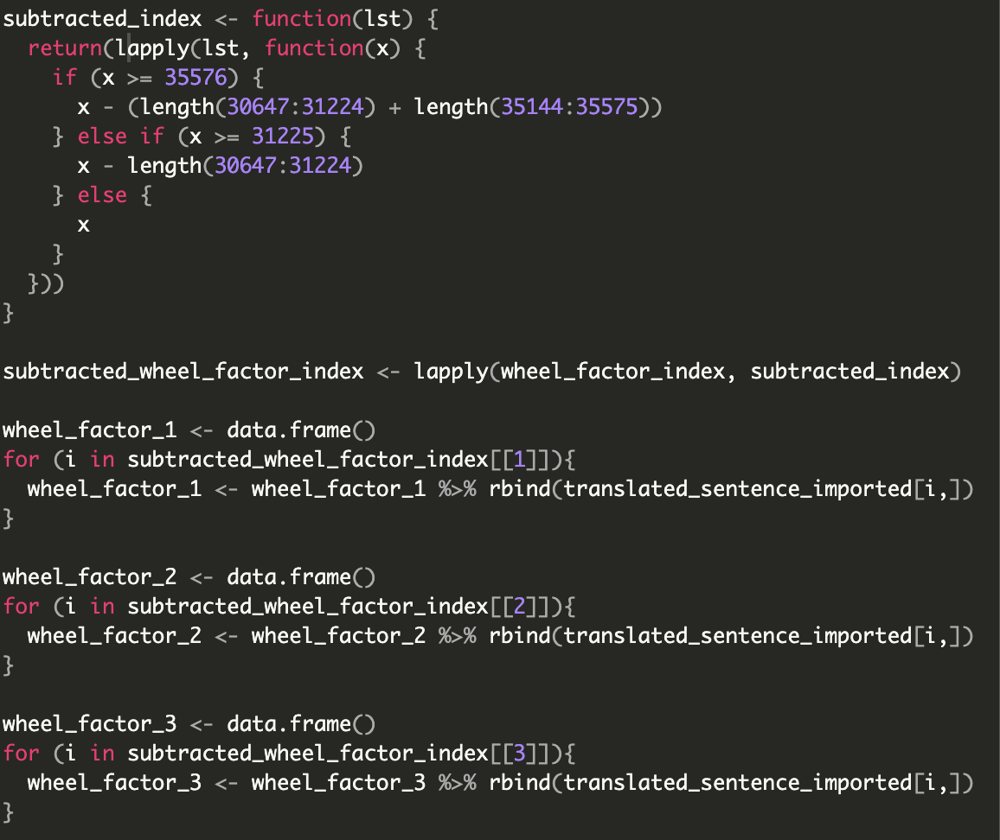 subtracted_index <- function(lst) {
  return(lapply(lst, function(x) {
    if (x >= 35576) {
      x - (length(30647:31224) + length(35144:35575))
    } else if (x >= 31225) {
      x - length(30647:31224)
    } else {
      x
    }
  }))
}

subtracted_wheel_factor_index <- lapply(wheel_factor_index, subtracted_index)

wheel_factor_1 <- data.frame()
for (i in subtracted_wheel_factor_index[[1]]){
  wheel_factor_1 <- wheel_factor_1 %>% rbind(translated_sentence_imported[i,])
}

wheel_factor_2 <- data.frame()
for (i in subtracted_wheel_factor_index[[2]]){
  wheel_factor_2 <- wheel_factor_2 %>% rbind(translated_sentence_imported[i,])
}

wheel_factor_3 <- data.frame()
for (i in subtracted_wheel_factor_index[[3]]){
  wheel_factor_3 <- wheel_factor_3 %>% rbind(translated_sentence_imported[i,])
}